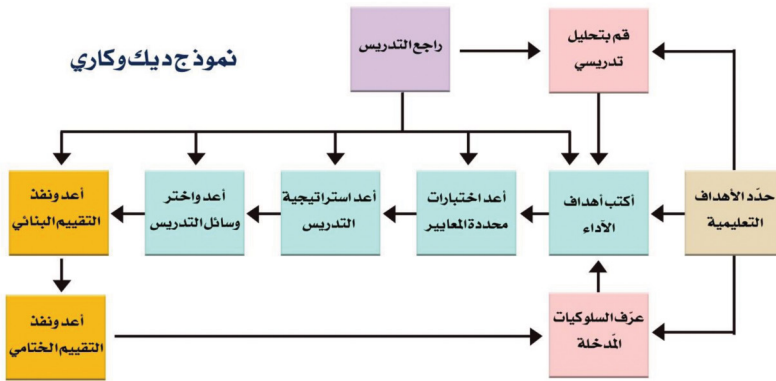 نموذج ديك وكاري
راجع التدريس
قم بتحليل
تدريسي
حدّد الأهداف
التعليمية
أكتب أهداف
الآداء
أعد اختبارات
محددة المعايير
أعد استراتيجية
التدريس
أعد واختر
وسائل التدريس
أعد ونفذ
التقييم البنائي
عرّف السلوكيات
المدخلة
أعد ونفذ
التقييم الختامي